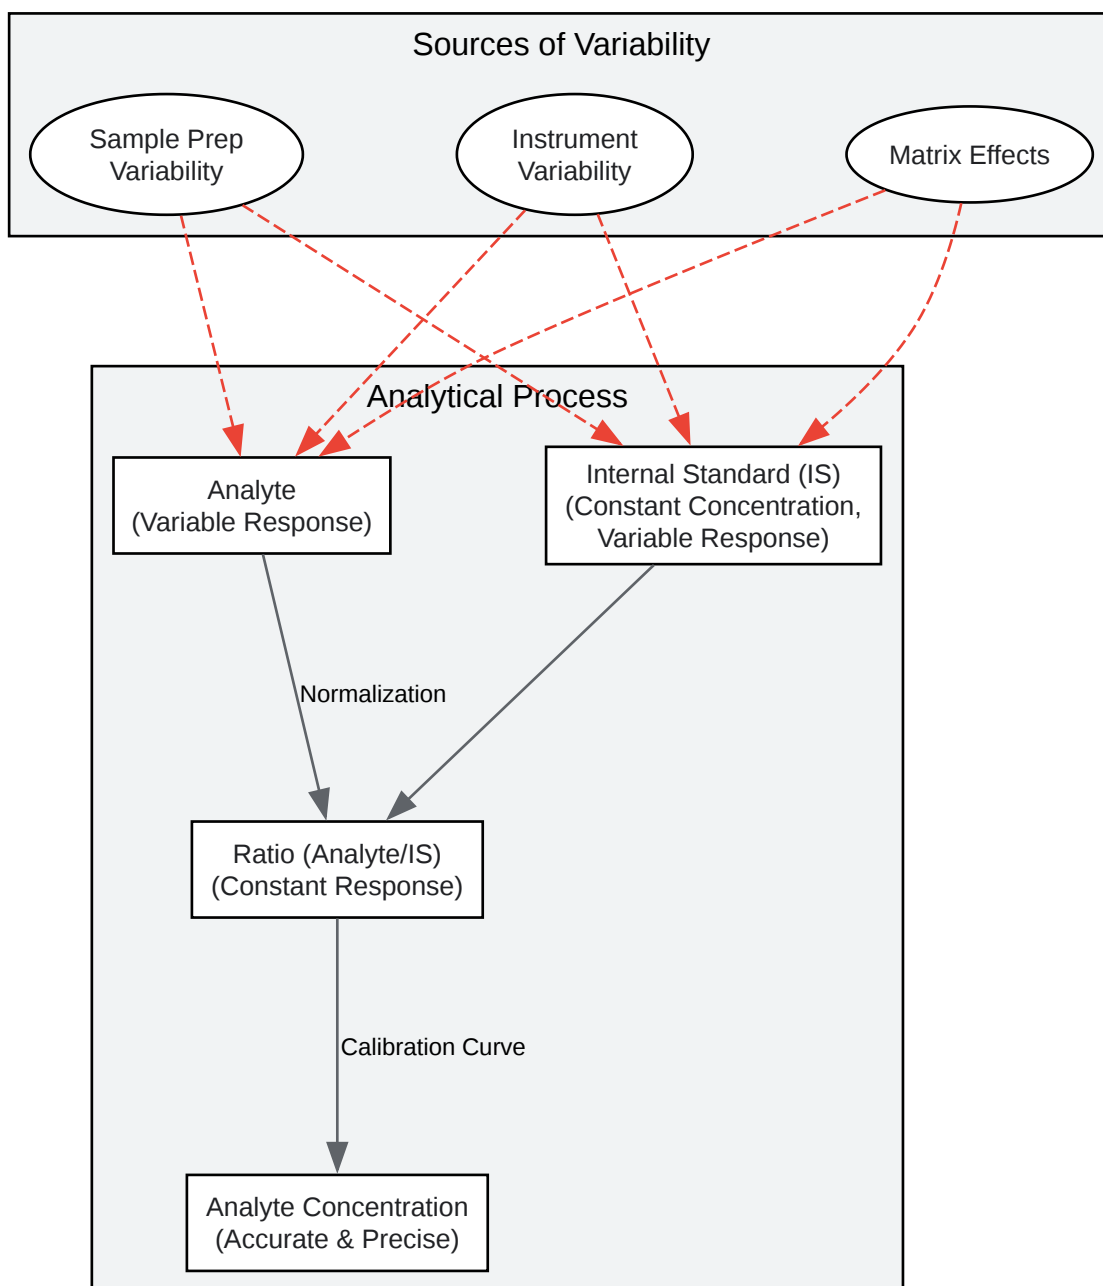 Sources of Variability
Sample Prep
Variability
Instrument
Variability
Matrix Effects
Analytical Process
Analyte
(Variable Response)
Internal Standard (IS)
(Constant Concentration,
Variable Response)
Normalization
Ratio (Analyte/IS)
(Constant Response)
Calibration Curve
Analyte Concentration
(Accurate & Precise)